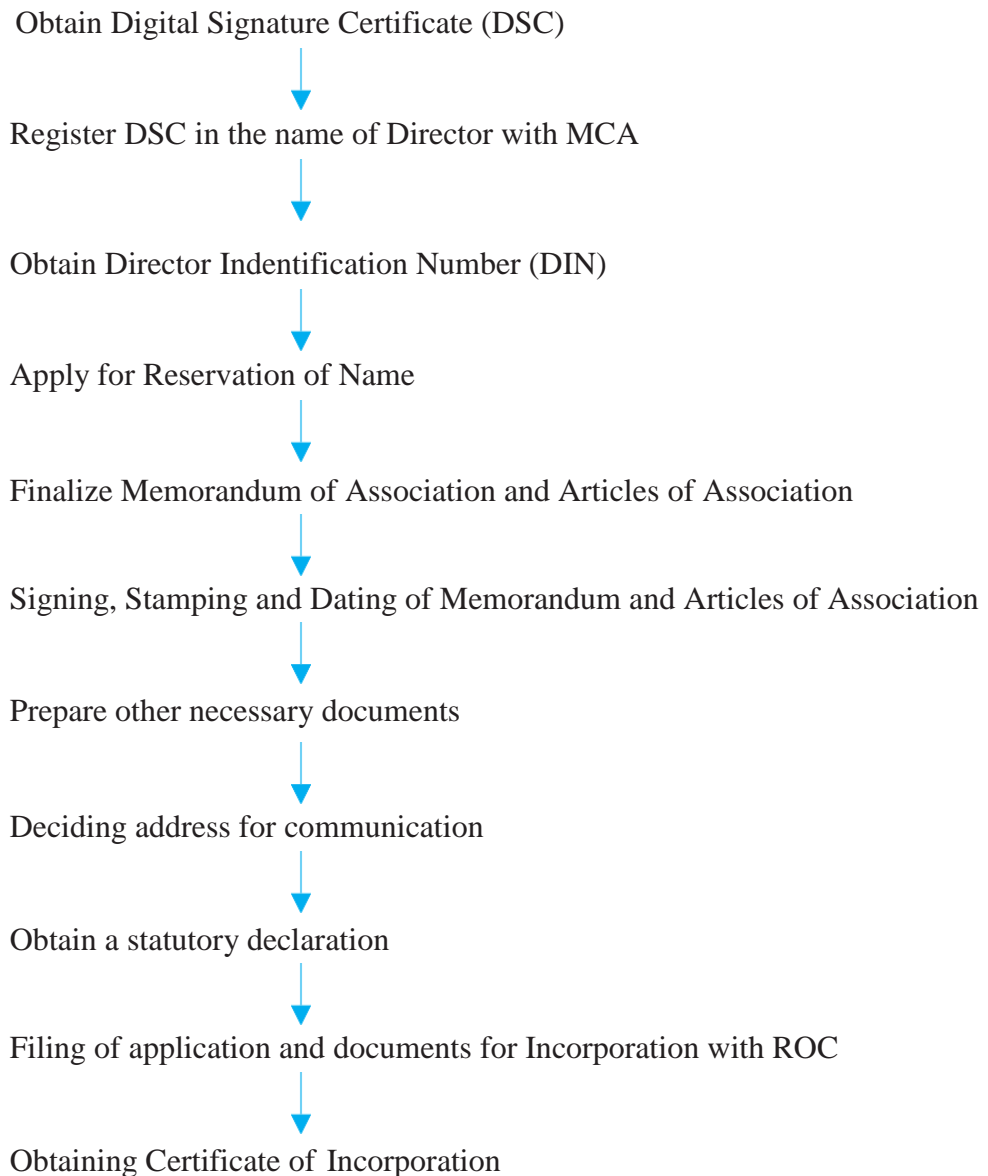 Obtain Digital Signature Certificate (DSC)
Register DSC in the name of Director with MCA
Obtain Director Indentification Number (DIN)
Apply for Reservation of Name
Finalize Memorandum of Association and Articles of Association
Signing, Stamping and Dating of Memorandum and Articles of Association
Prepare other necessary documents
Deciding address for communication
Obtain a statutory declaration
Filing of application and documents for Incorporation with ROC
Obtaining Certificate of Incorporation